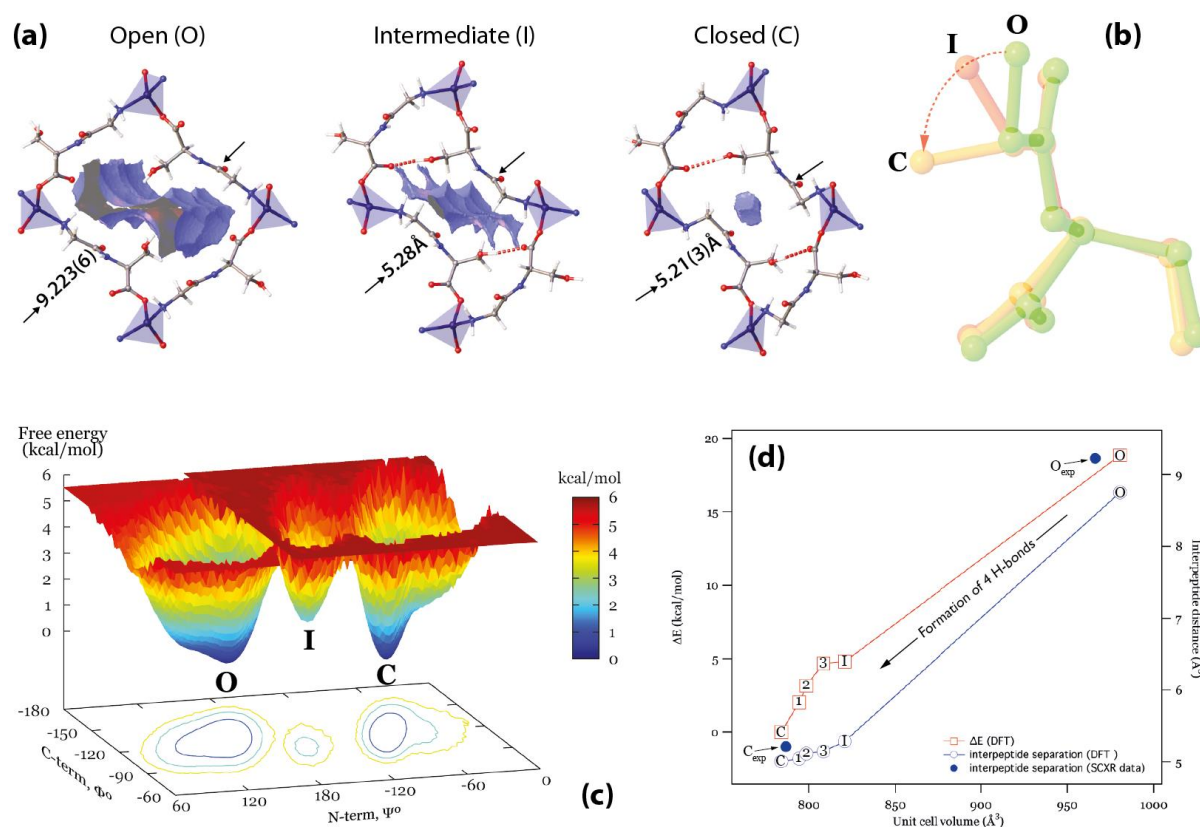 (a)
Open (O)
Intermediate (I)
Closed (C)
9.223(6)
5.28Å
5.21(3)Å
(b)
I
O
C
Free energy
(kcal/mol)
6
5
4
3
2
1
0
kcal/mol
6
5
4
3
2
1
0
O
I
C
-180
-150
-120
-90
-60
C-term, Φº
60
120
180
-120
-60
0
N-term, Ψº
(c)
(d)
20
15
10
5
0
ΔE (kcal/mol)
9
8
7
6
5
Interpeptide distance (Å)
800
850
900
950
1000
Unit cell volume (Å³)
Oexp
O
O
Formation of 4 H-bonds
C
1
2
3
I
Cexp
C
1
2
3
I
ΔE (DFT)
interpeptide separation (DFT )
interpeptide separation (SCXR data)